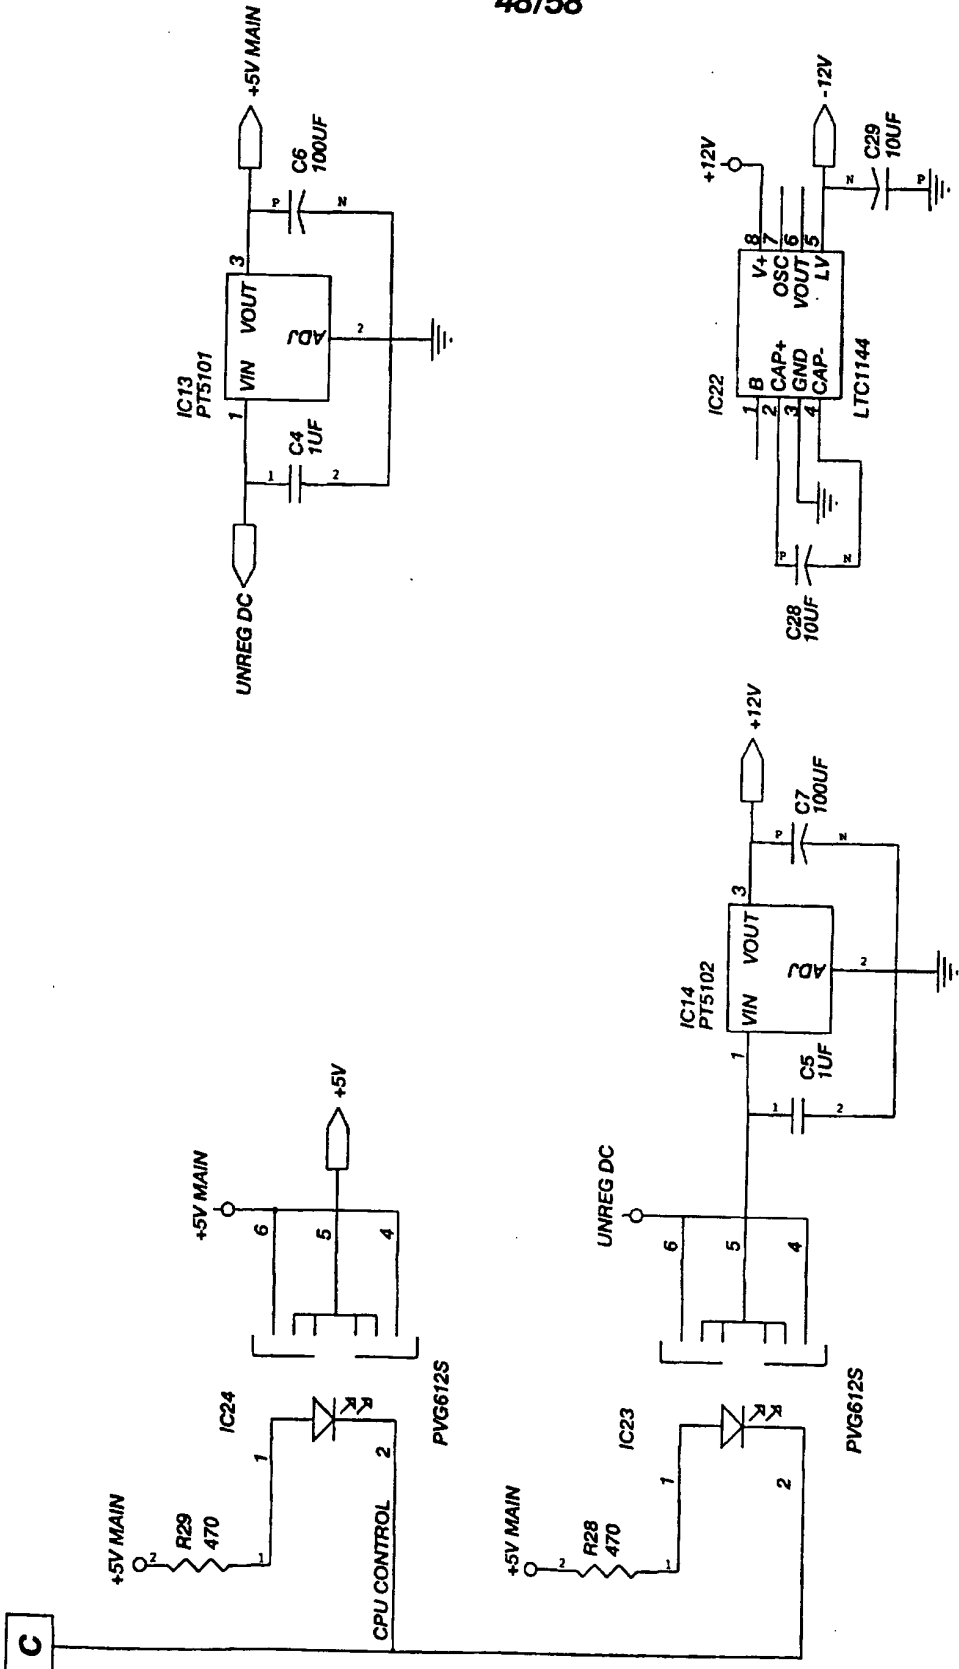 48/58
C
+5V MAIN
2
R29
470
1
1
IC24
2
CPU CONTROL
PVG612S
+5V MAIN
6
5
4
+5V
+5V MAIN
2
R28
470
1
1
IC23
2
PVG612S
UNREG DC
6
5
4
1
C5
1UF
1
2
IC14
PT5102
VIN
VOUT
ADJ
2
3
P
N
C7
100UF
+12V
UNREG DC
1
1
2
C4
1UF
IC13
PT5101
VIN
VOUT
ADJ
2
3
P
N
C6
100UF
+5V MAIN
C28
10UF
P
N
IC22
1
2
3
4
B
CAP+
GND
CAP-
V+
OSC
VOUT
LV
8
7
6
5
LTC1144
+12V
-12V
N
P
C29
10UF